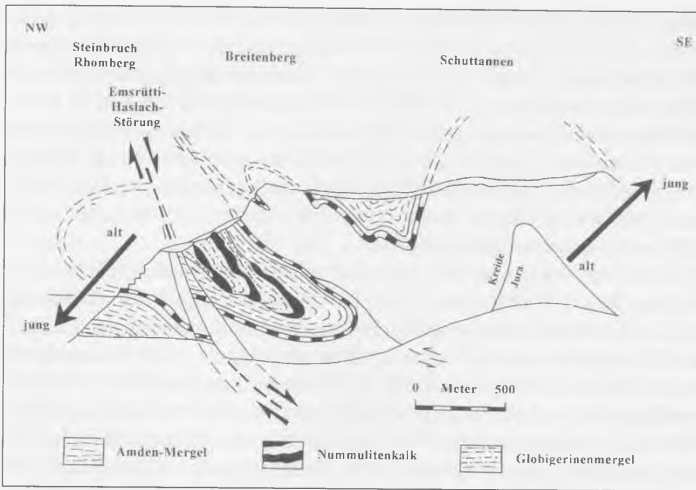 NW
SE
Steinbruch
Rhomberg
Breitenberg
Schuttannen
Emsrütti-
Haslach-
Störung
jung
alt
alt
Kreide
Jura
jung
0 Meter 500
Amden-Mergel
Nummulitenkalk
Globigerinenmergel